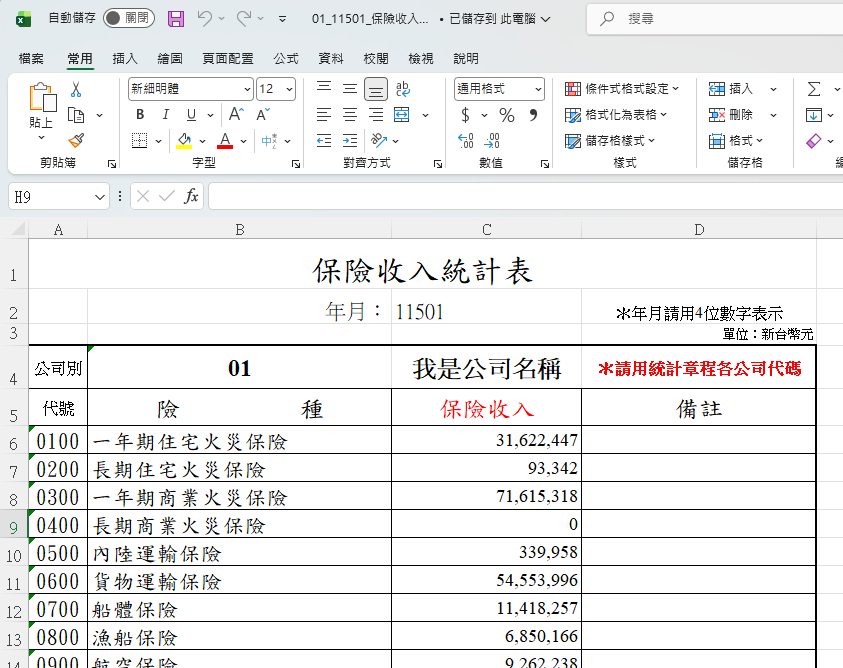 自動儲存 關閉 01_11501_保險收入... • 已儲存到 此電腦 搜尋
檔案 常用 插入 繪圖 頁面配置 公式 資料 校閱 檢視 說明
貼上
剪貼簿
新細明體 12
B I U A A
A 中
字型
ab
對齊方式
通用格式
$ % 9
.00
數值
條件式格式設定
格式化為表格
儲存格樣式
樣式
插入
刪除
格式
儲存格
H9 fx
A B C D
1 保險收入統計表
2 年月： 11501 ＊年月請用4位數字表示
3 單位：新台幣元
4 公司別 01 我是公司名稱 ＊請用統計章程各公司代碼
5 代號 險 種 保險收入 備註
6 0100 一年期住宅火災保險 31,622,447
7 0200 長期住宅火災保險 93,342
8 0300 一年期商業火災保險 71,615,318
9 0400 長期商業火災保險 0
10 0500 內陸運輸保險 339,958
11 0600 貨物運輸保險 54,553,996
12 0700 船體保險 11,418,257
13 0800 漁船保險 6,850,166
14 0900 航空保險 9,262,238